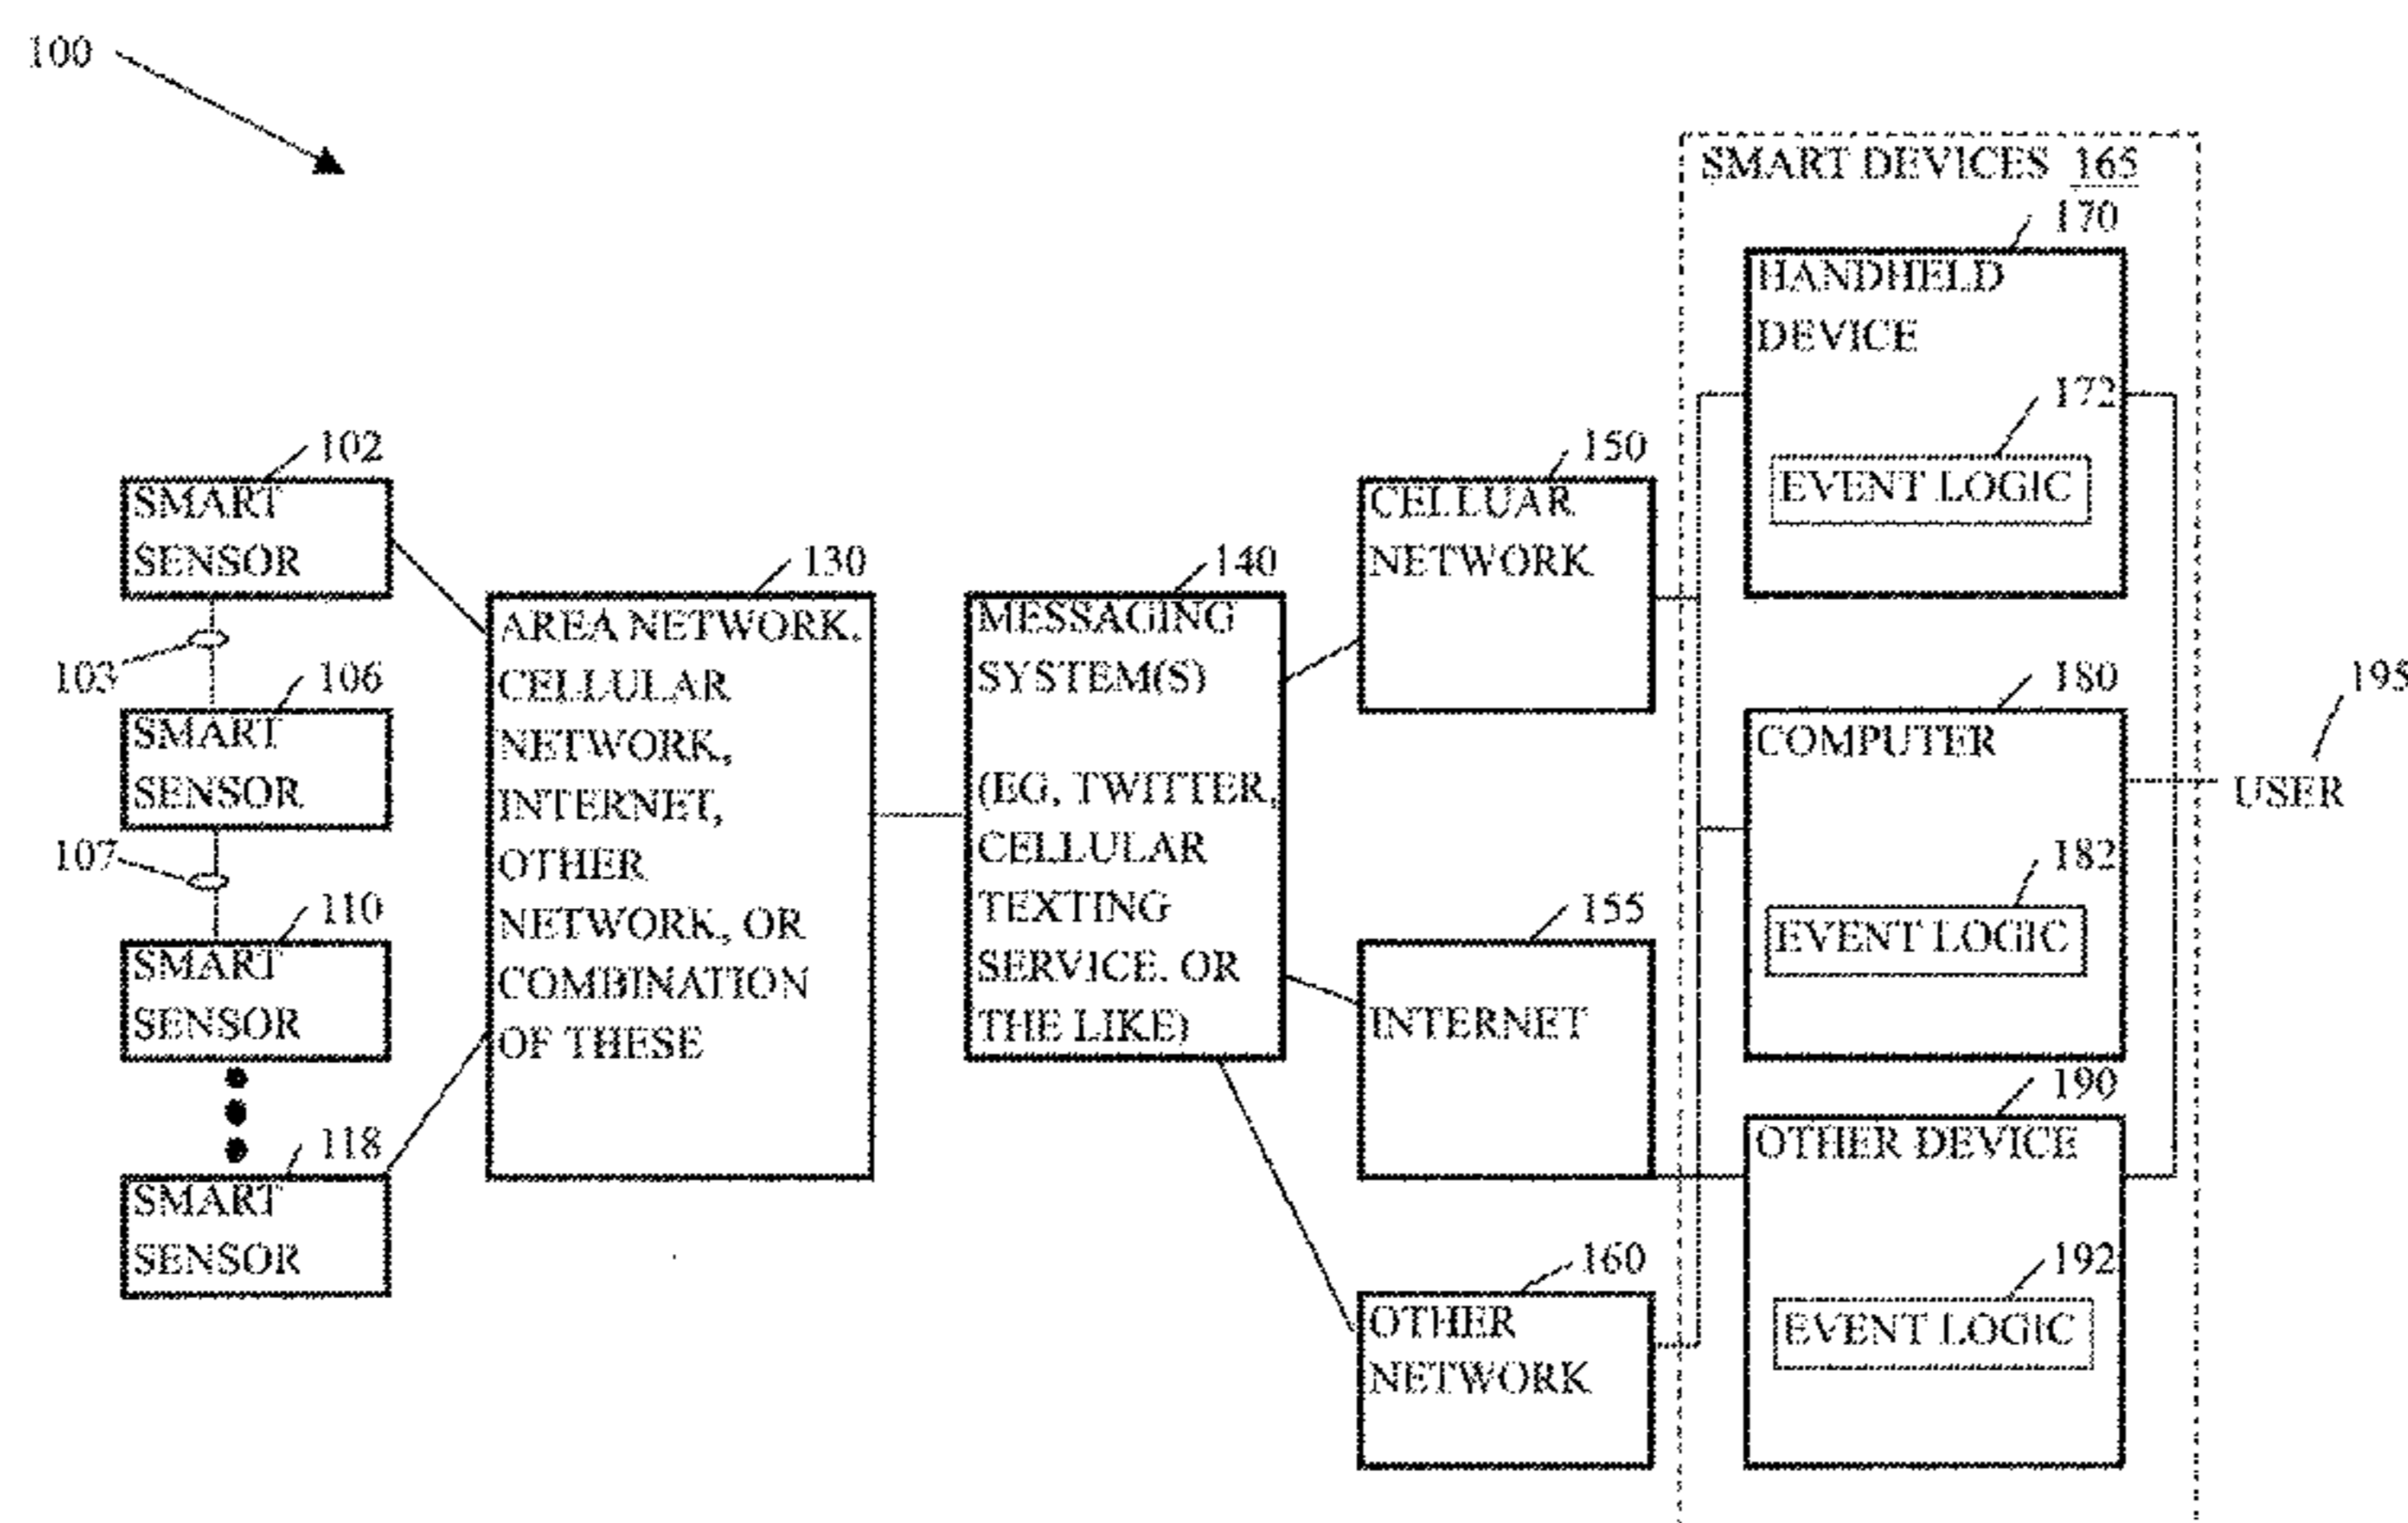 100
SMART DEVICES 165
170
HANDHELD
DEVICE
172
EVENT LOGIC
102
SMART
SENSOR
103
106
SMART
SENSOR
107
110
SMART
SENSOR
118
SMART
SENSOR
130
AREA NETWORK,
CELLULAR
NETWORK,
INTERNET,
OTHER
NETWORK, OR
COMBINATION
OF THESE
140
MESSAGING
SYSTEM(S)
(EG, TWITTER,
CELLULAR
TEXTING
SERVICE. OR
THE LIKE)
150
CELLUAR
NETWORK
155
INTERNET
160
OTHER
NETWORK
180
COMPUTER
182
EVENT LOGIC
190
OTHER DEVICE
192
EVENT LOGIC
195
USER